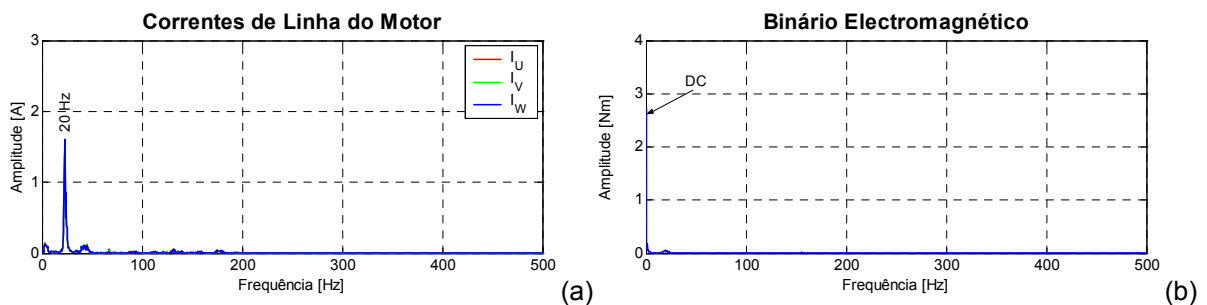 Correntes de Linha do Motor
3
2
1
0
Amplitude [A]
20 Hz
I_U
I_V
I_W
0 100 200 300 400 500
Frequência [Hz]
(a)
Binário Electromagnético
4
3
2
1
0
Amplitude [Nm]
DC
0 100 200 300 400 500
Frequência [Hz]
(b)